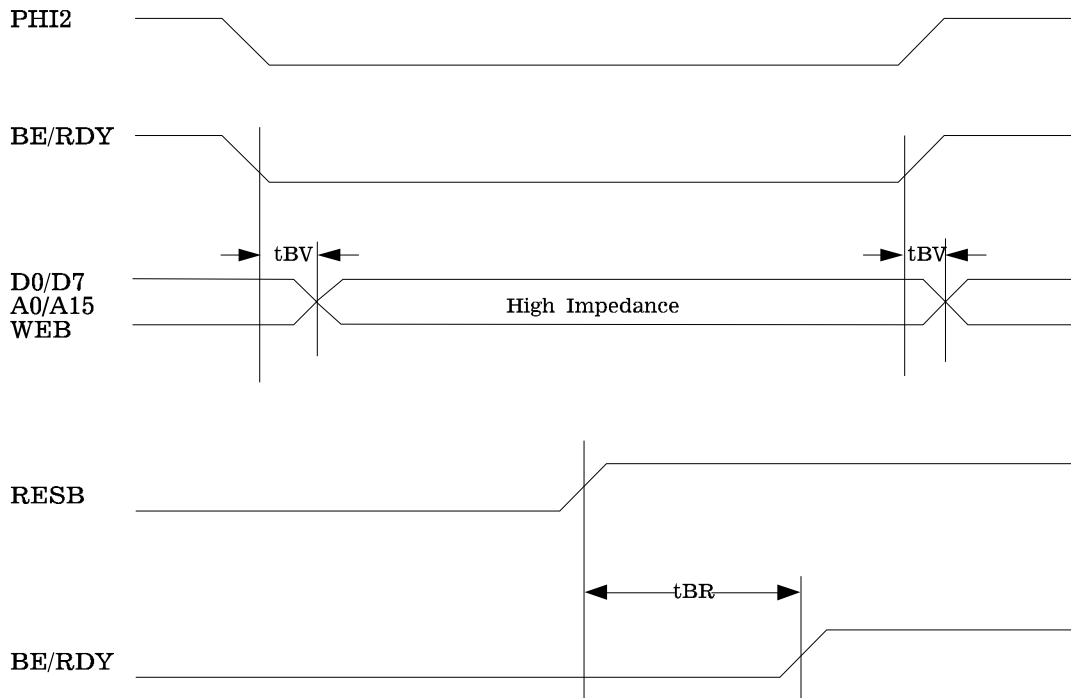 PHI2
BE/RDY
tBV
tBV
D0/D7
A0/A15
WEB
High Impedance
RESB
tBR
BE/RDY